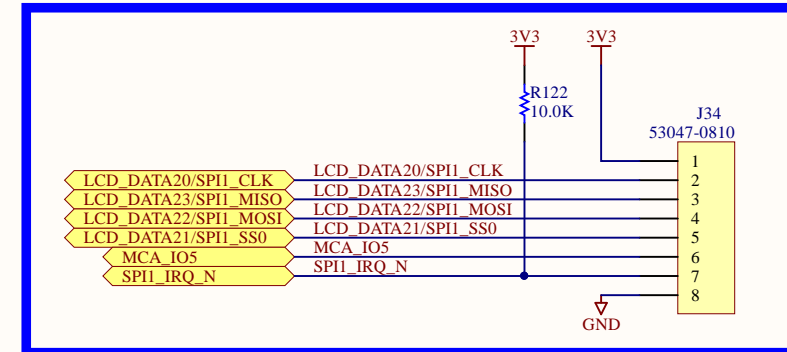 3V3 3V3
R122
10.0K
J34
53047-0810
1
LCD_DATA20/SPI1_CLK LCD_DATA20/SPI1_CLK 2
LCD_DATA23/SPI1_MISO LCD_DATA23/SPI1_MISO 3
LCD_DATA22/SPI1_MOSI LCD_DATA22/SPI1_MOSI 4
LCD_DATA21/SPI1_SS0 LCD_DATA21/SPI1_SS0 5
MCA_IO5 MCA_IO5 6
SPI1_IRQ_N SPI1_IRQ_N 7
8
GND